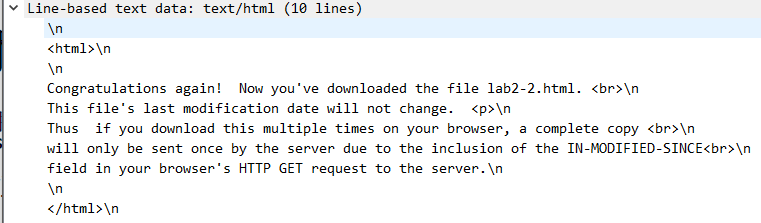 Line-based text data: text/html (10 lines)
\n
<html>\n
\n
Congratulations again!  Now you've downloaded the file lab2-2.html. <br>\n
This file's last modification date will not change.  <p>\n
Thus  if you download this multiple times on your browser, a complete copy <br>\n
will only be sent once by the server due to the inclusion of the IN-MODIFIED-SINCE<br>\n
field in your browser's HTTP GET request to the server.\n
\n
</html>\n